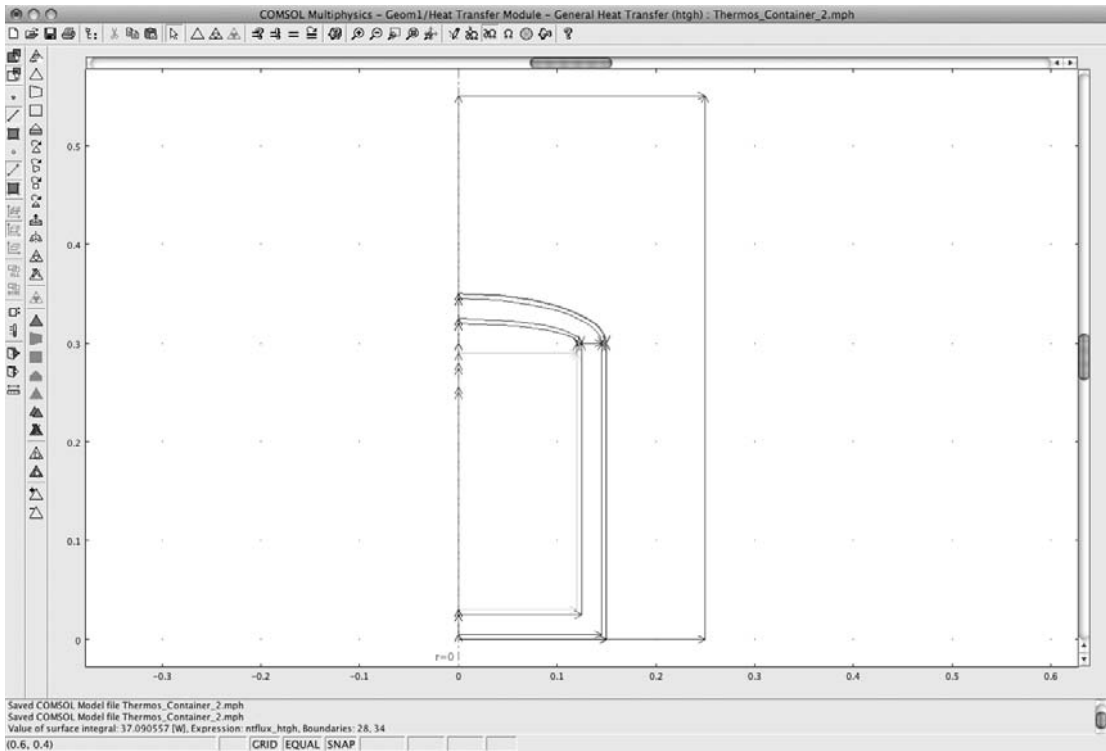 COMSOL Multiphysics – Geom1/Heat Transfer Module – General Heat Transfer (htgh) : Thermos_Container_2.mph
0.5
0.4
0.3
0.2
0.1
0
r=0
-0.3 -0.2 -0.1 0 0.1 0.2 0.3 0.4 0.5 0.6
Saved COMSOL Model file Thermos_Container_2.mph
Saved COMSOL Model file Thermos_Container_2.mph
Value of surface integral: 37.090557 [W], Expression: ntflux_htgh, Boundaries: 28, 34
(0.6, 0.4) GRID EQUAL SNAP